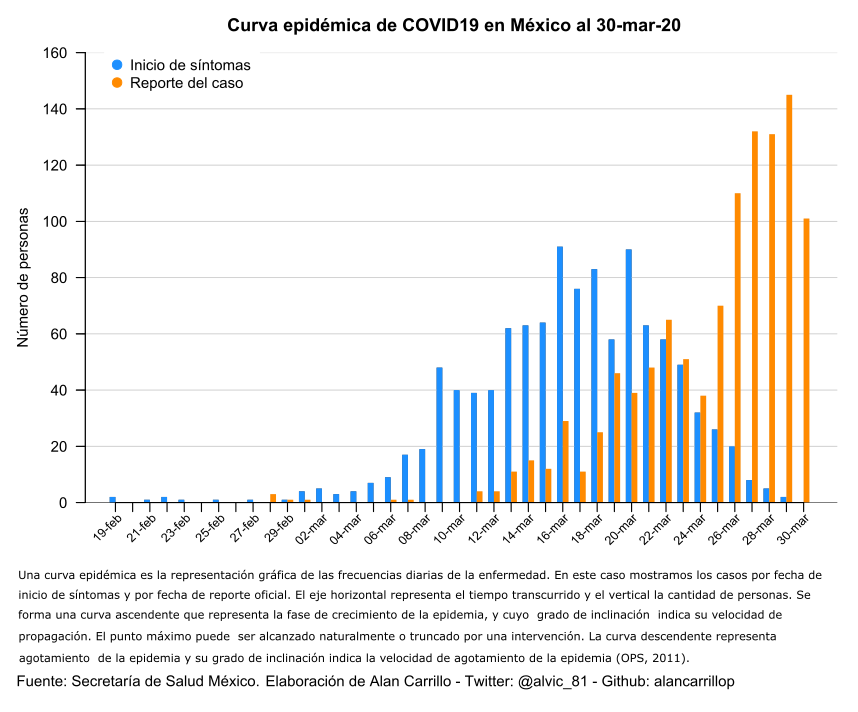 Curva epidémica de COVID19 en México al 30-mar-20
160
140
120
100
80
60
40
20
0
Número de personas
Inicio de síntomas
Reporte del caso
19-feb
21-feb
23-feb
25-feb
27-feb
29-feb
02-mar
04-mar
06-mar
08-mar
10-mar
12-mar
14-mar
16-mar
18-mar
20-mar
22-mar
24-mar
26-mar
28-mar
30-mar
Una curva epidémica es la representación gráfica de las frecuencias diarias de la enfermedad. En este caso mostramos los casos por fecha de
inicio de síntomas y por fecha de reporte oficial. El eje horizontal representa el tiempo transcurrido y el vertical la cantidad de personas. Se
forma una curva ascendente que representa la fase de crecimiento de la epidemia, y cuyo grado de inclinación indica su velocidad de
propagación. El punto máximo puede ser alcanzado naturalmente o truncado por una intervención. La curva descendente representa
agotamiento de la epidemia y su grado de inclinación indica la velocidad de agotamiento de la epidemia (OPS, 2011).
Fuente: Secretaría de Salud México. Elaboración de Alan Carrillo - Twitter: @alvic_81 - Github: alancarrillop